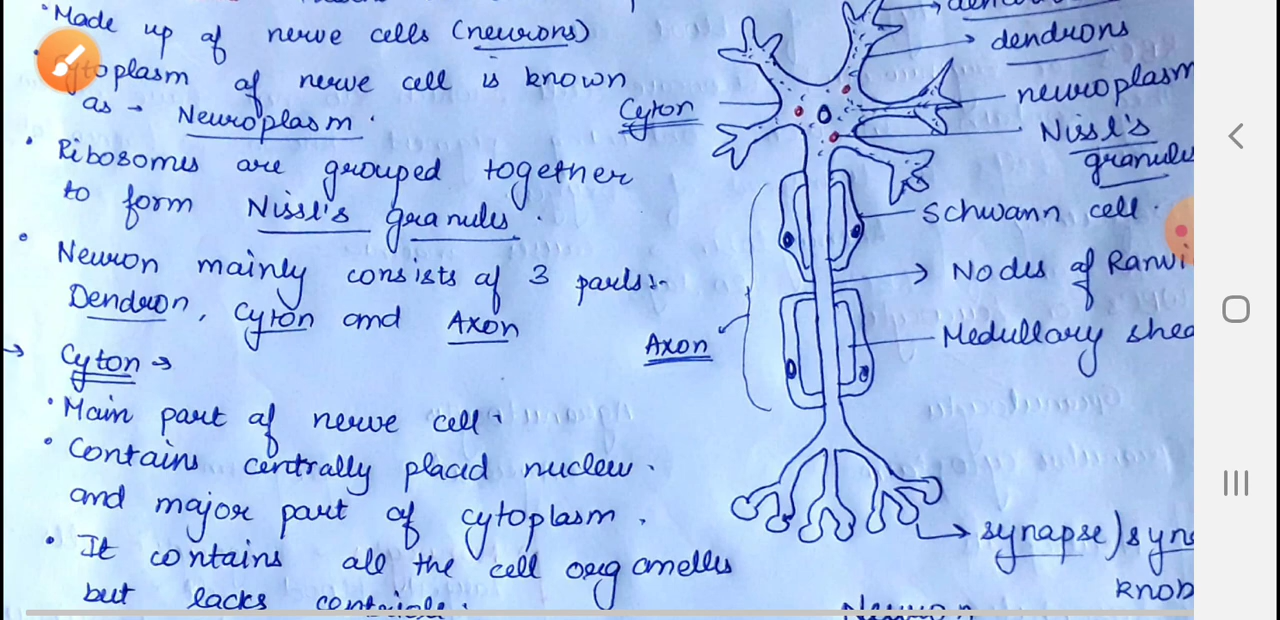 Made up of nerve cells (neurons)
of nerve cell is known
as → Neuroplasm.
Ribosomes are grouped together
to form Nissl's granules.
Neuron mainly consists of 3 parts:-
Dendron, Cyton and Axon
→ Cyton →
Main part of nerve cell.
Contains centrally placed nucleus.
and major part of cytoplasm.
It contains all the cell organelles
but lacks
dendrons
neuroplasm
Cyton
Nissl's
granules
Schwann cell.
Nodes of Ranvi
Medullary shea
Axon
synapse/syn
knob
Neuron